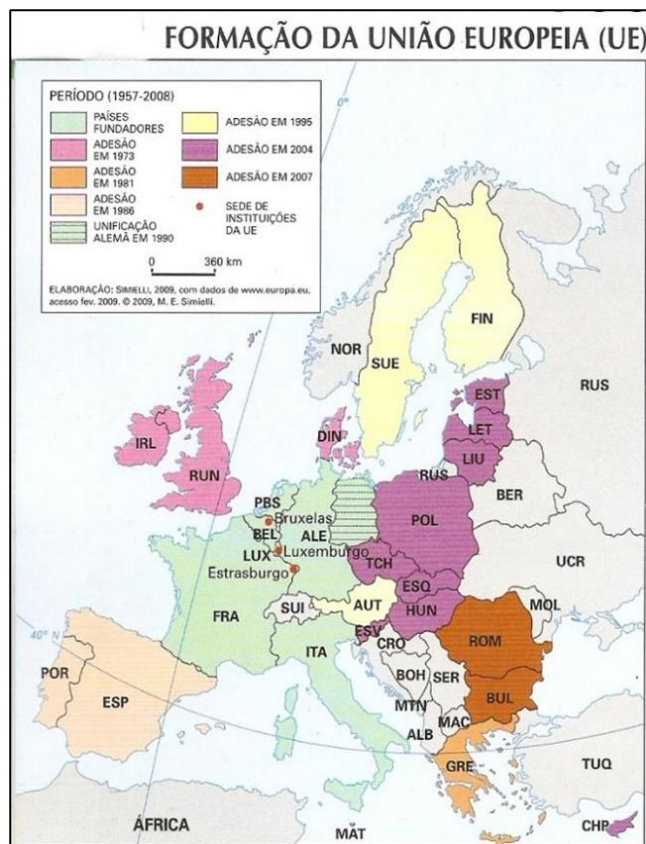 FORMAÇÃO DA UNIÃO EUROPEIA (UE)
PERÍODO (1957-2008)
PAÍSES
FUNDADORES
ADESÃO
EM 1973
ADESÃO
EM 1981
ADESÃO
EM 1986
UNIFICAÇÃO
ALEMÃ EM 1990
ADESÃO EM 1995
ADESÃO EM 2004
ADESÃO EM 2007
SEDE DE
INSTITUIÇÕES
DA UE
0 360 km
ELABORAÇÃO: SIMIELLI, 2009, com dados de www.europa.eu,
acesso fev. 2009. © 2009, M. E. Simielli.
0°
FIN
NOR
SUE
RUS
EST
LET
LIU
DIN
IRL
RUN
RUS
BER
PBS
Bruxelas
BEL
ALE
POL
LUX
Luxemburgo
Estrasburgo
TCH
UCR
ESQ
SUI
AUT
HUN
MOL
FRA
ESV
CRO
ROM
40° N
ITA
BOH
SER
POR
ESP
MTN
BUL
MAC
ALB
GRE
TUQ
ÁFRICA
MAT
CHP